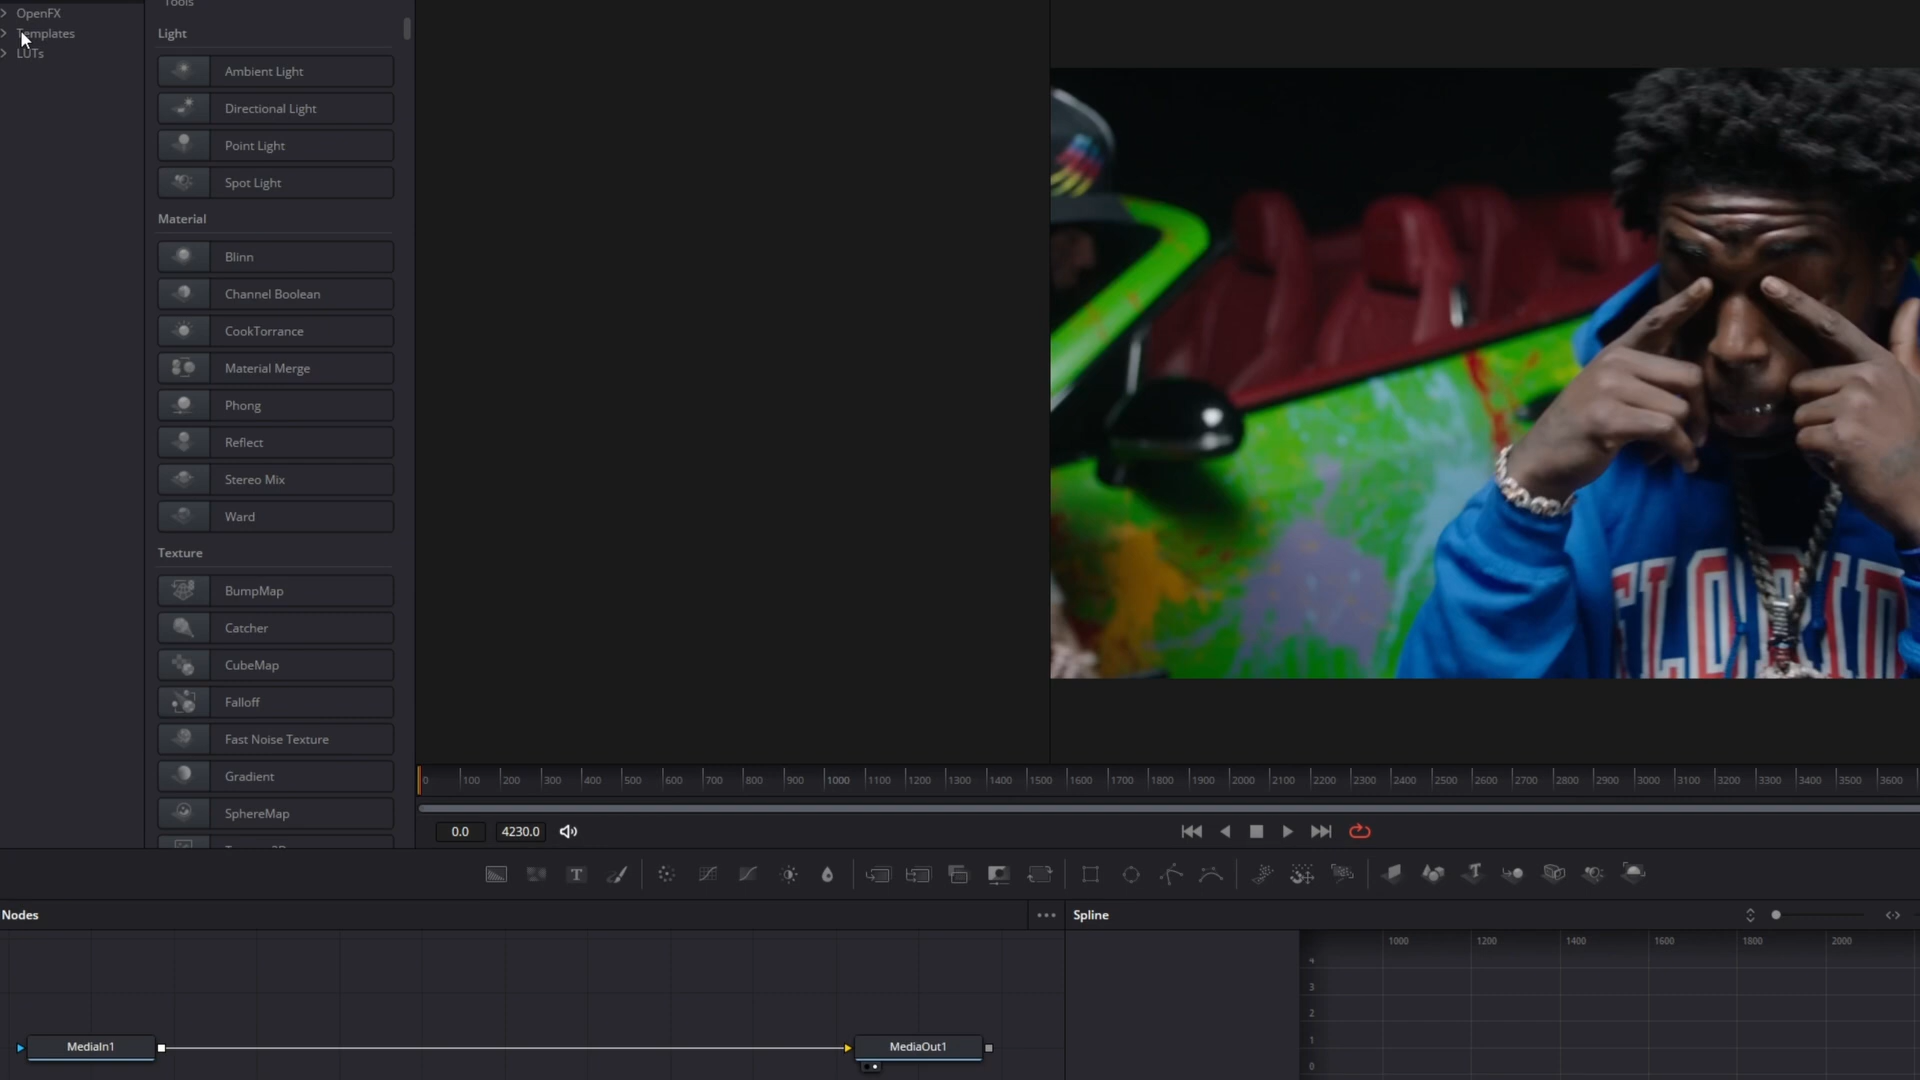 OpenFX
Templates
LUTs
Tools
Light
Ambient Light
Directional Light
Point Light
Spot Light
Material
Blinn
Channel Boolean
CookTorrance
Material Merge
Phong
Reflect
Stereo Mix
Ward
Texture
BumpMap
Catcher
CubeMap
Falloff
Fast Noise Texture
Gradient
SphereMap
0 100 200 300 400 500 600 700 800 900 1000 1100 1200 1300 1400 1500 1600 1700 1800 1900 2000 2100 2200 2300 2400 2500 2600 2700 2800 2900 3000 3100 3200 3300 3400 3500 3600
0.0 4230.0
T
Nodes
Spline
1000 1200 1400 1600 1800 2000
4
3
2
1
0
MediaIn1
MediaOut1